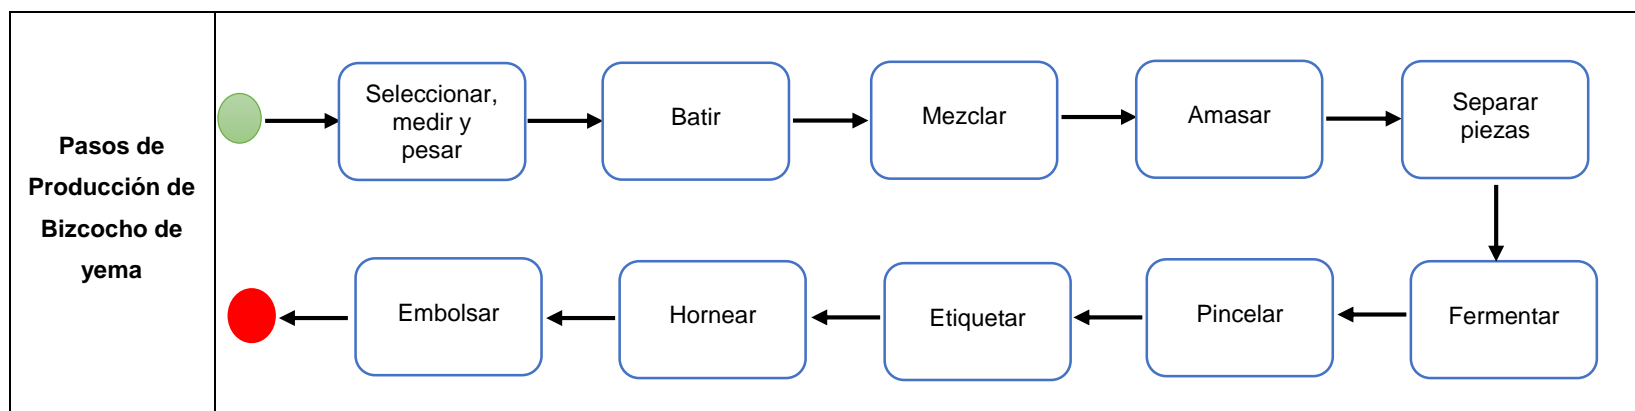 Pasos de
Producción de
Bizcocho de
yema
Seleccionar,
medir y
pesar
Batir
Mezclar
Amasar
Separar
piezas
Embolsar
Hornear
Etiquetar
Pincelar
Fermentar